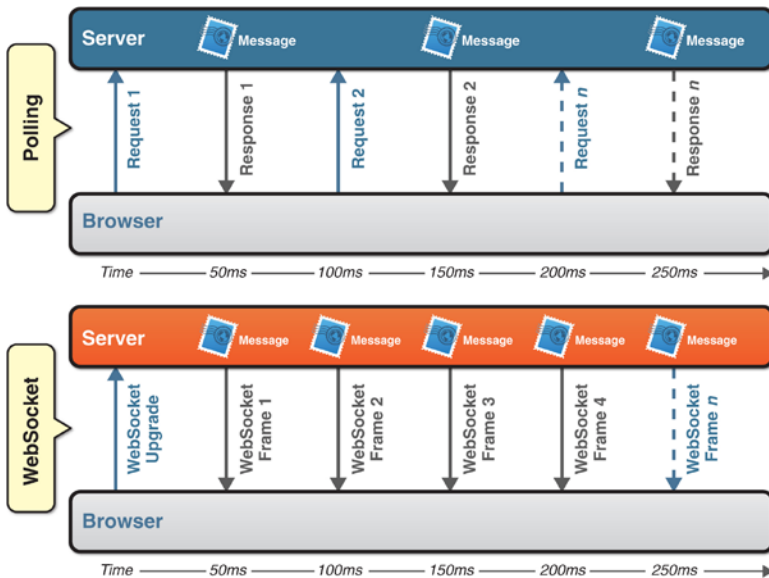 Polling
Server
Message
Message
Message
Request 1
Response 1
Request 2
Response 2
Request n
Response n
Browser
Time
50ms
100ms
150ms
200ms
250ms
WebSocket
Server
Message
Message
Message
Message
Message
WebSocket
Upgrade
WebSocket
Frame 1
WebSocket
Frame 2
WebSocket
Frame 3
WebSocket
Frame 4
WebSocket
Frame n
Browser
Time
50ms
100ms
150ms
200ms
250ms